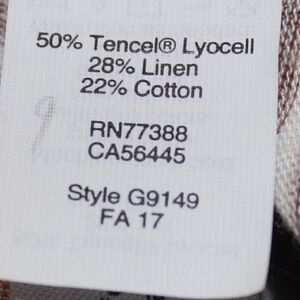 50% Tencel® Lyocell
28% Linen
22% Cotton
RN77388
CA56445
Style G9149
FA 17